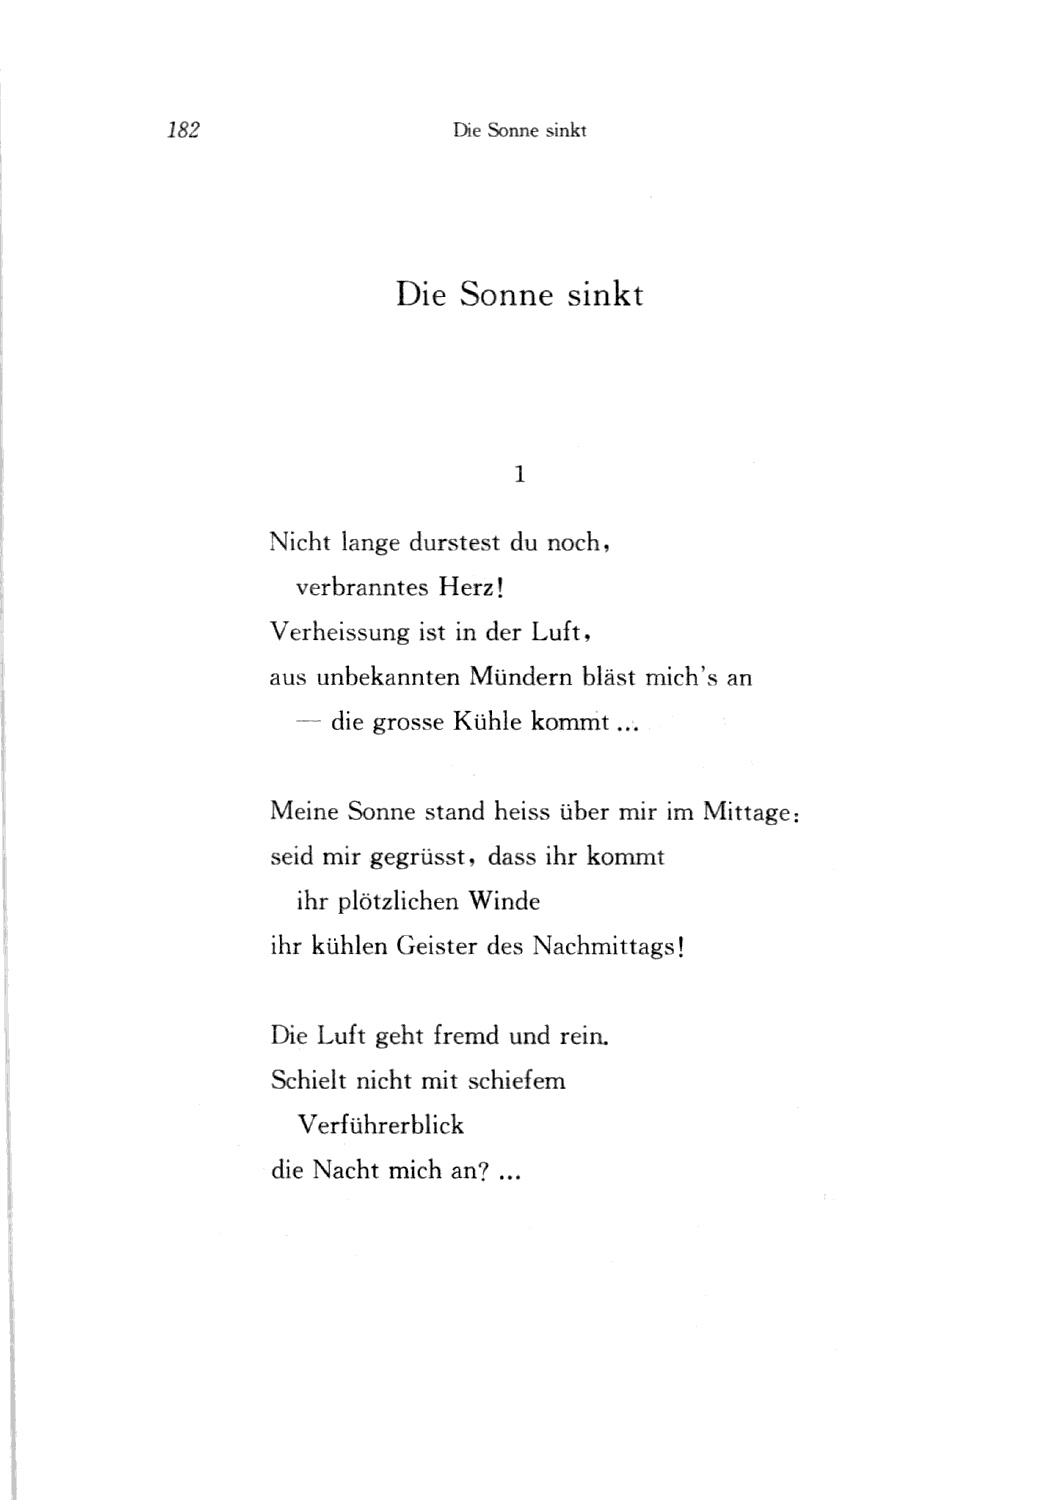 182
Die Sonne sinkt
Die Sonne sinkt
1
Nicht lange durstest du noch,
verbranntes Herz!
Verheissung ist in der Luft,
aus unbekannten Mündern bläst mich's an
— die grosse Kühle kommt ...
Meine Sonne stand heiss über mir im Mittage:
seid mir gegrüsst, dass ihr kommt
ihr plötzlichen Winde
ihr kühlen Geister des Nachmittags!
Die Luft geht fremd und rein.
Schielt nicht mit schiefem
Verführerblick
die Nacht mich an? ...